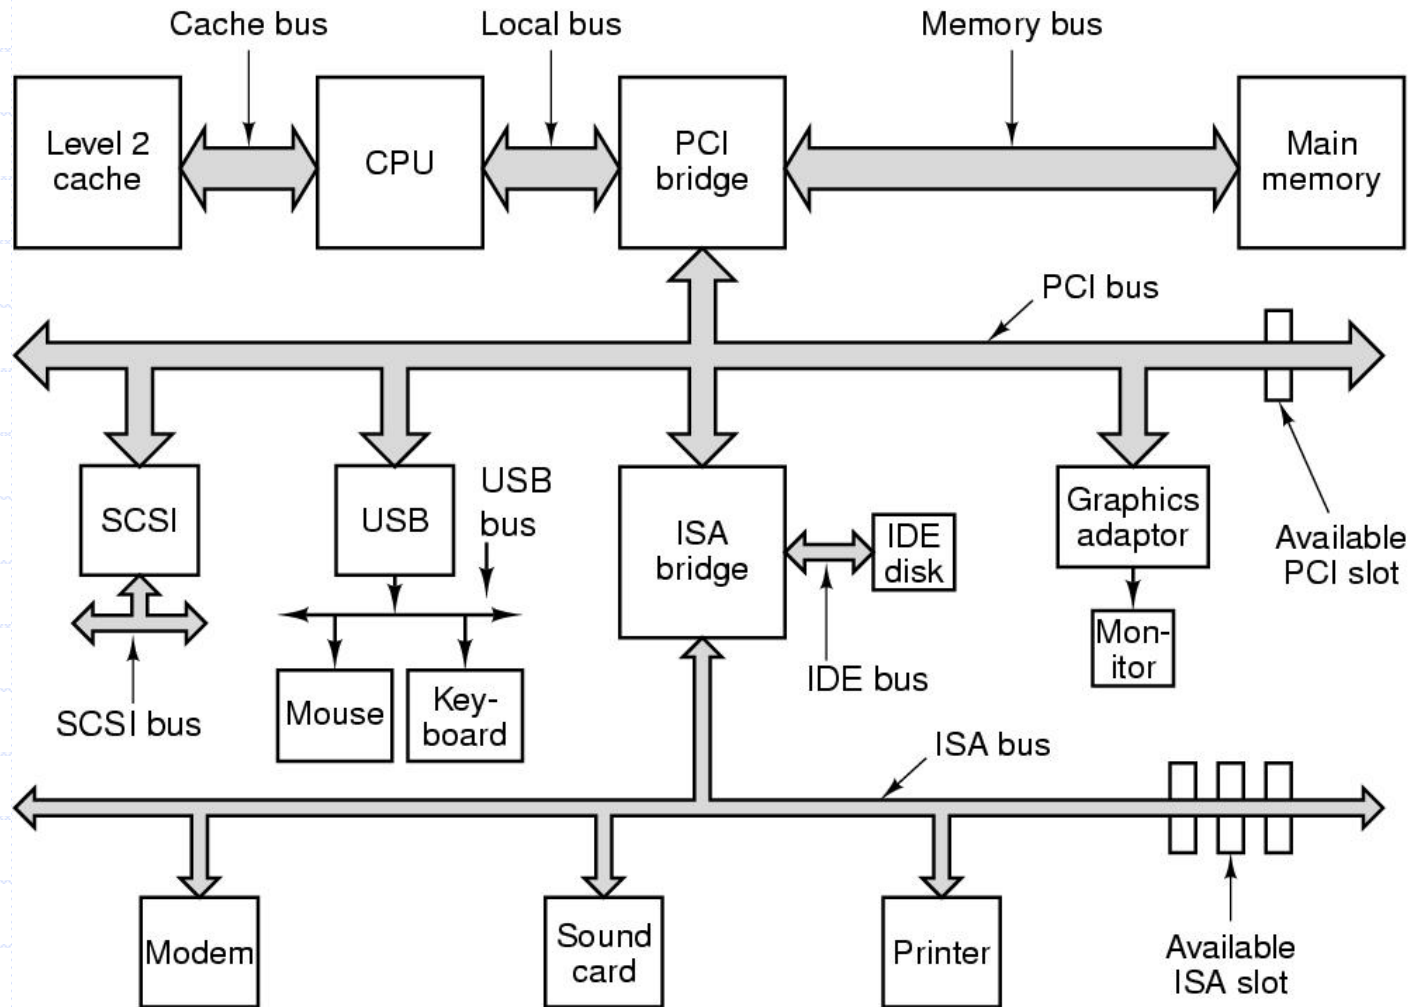 Cache bus
Local bus
Memory bus
Level 2
cache
CPU
PCI
bridge
Main
memory
PCI bus
SCSI
USB
USB
bus
ISA
bridge
IDE
disk
Graphics
adaptor
Available
PCI slot
Mon-
itor
IDE bus
SCSI bus
Mouse
Key-
board
ISA bus
Modem
Sound
card
Printer
Available
ISA slot